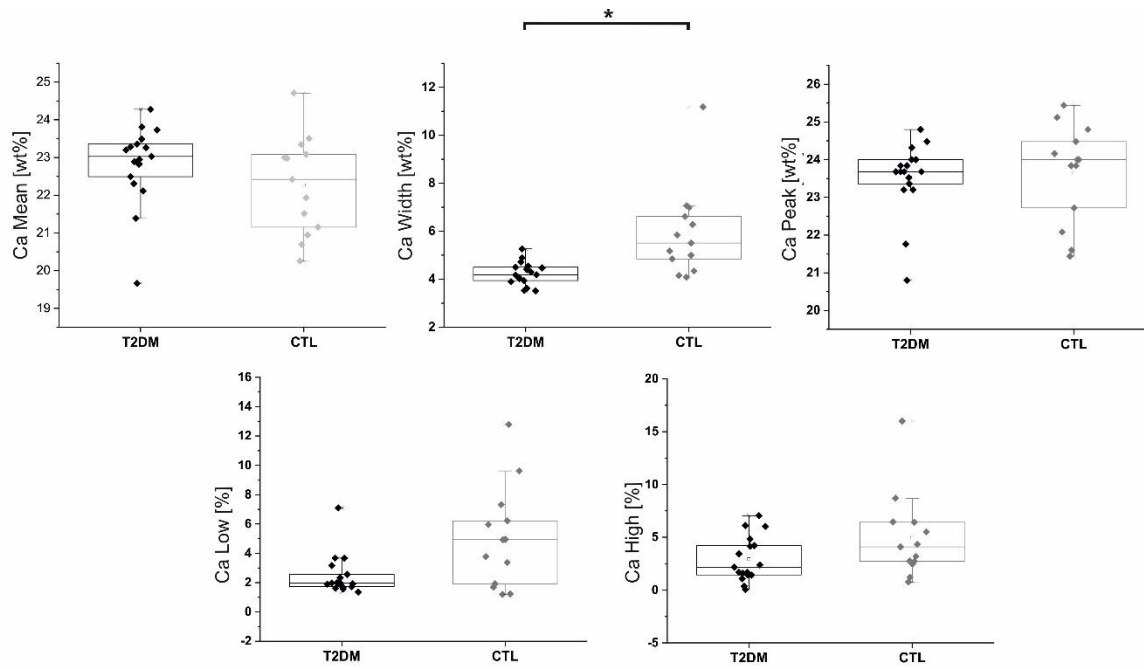 *
Ca Mean [wt%]
25
24
23
22
21
20
19
T2DM
CTL
Ca Width [wt%]
12
10
8
6
4
2
T2DM
CTL
Ca Peak [wt%]
26
25
24
23
22
21
20
T2DM
CTL
Ca Low [%]
16
14
12
10
8
6
4
2
0
-2
T2DM
CTL
Ca High [%]
20
15
10
5
0
-5
T2DM
CTL